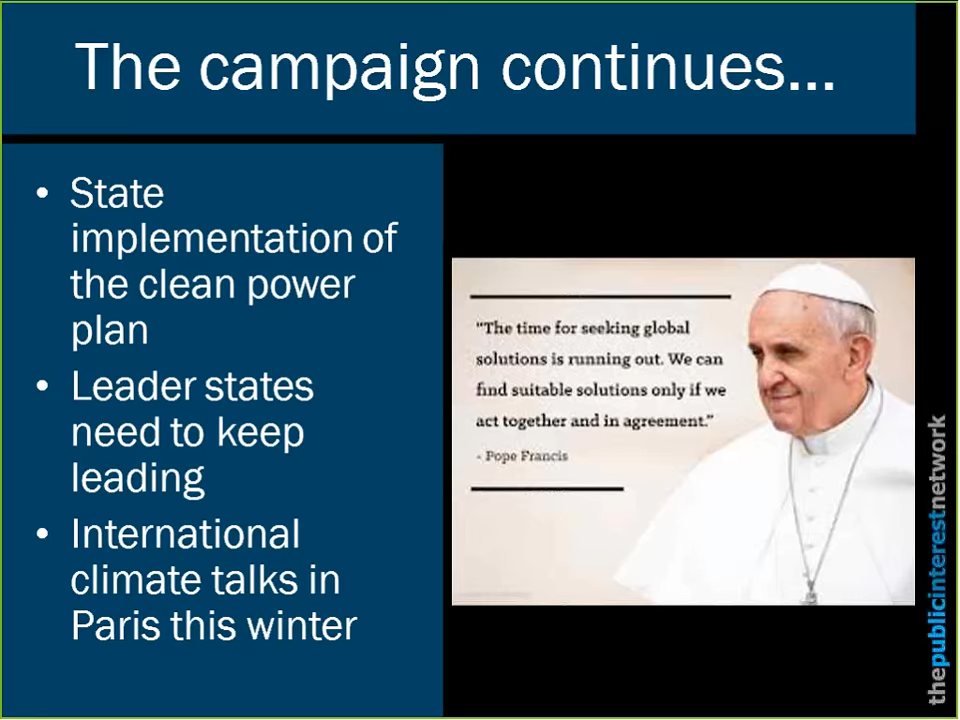 The campaign continues...
• State
implementation of
the clean power
plan
• Leader states
need to keep
leading
• International
climate talks in
Paris this winter
"The time for seeking global
solutions is running out. We can
find suitable solutions only if we
act together and in agreement."
- Pope Francis
thepublicinterestnetwork